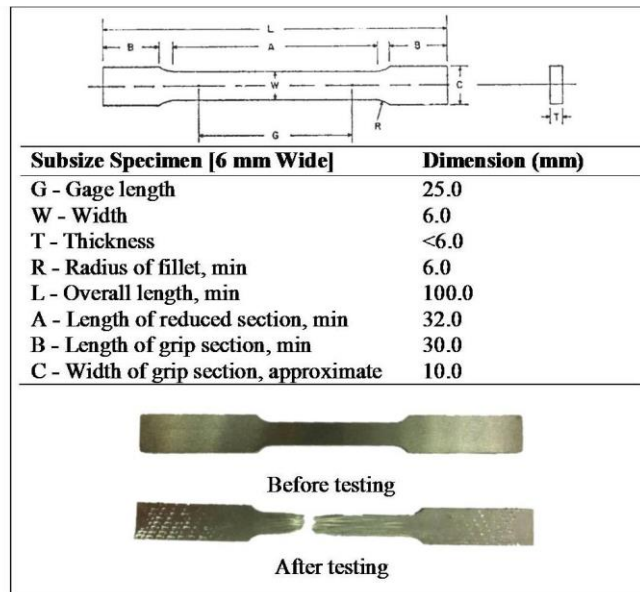 L
B
A
B
W
C
G
R
T
Subsize Specimen [6 mm Wide] Dimension (mm)
G - Gage length 25.0
W - Width 6.0
T - Thickness <6.0
R - Radius of fillet, min 6.0
L - Overall length, min 100.0
A - Length of reduced section, min 32.0
B - Length of grip section, min 30.0
C - Width of grip section, approximate 10.0
Before testing
After testing